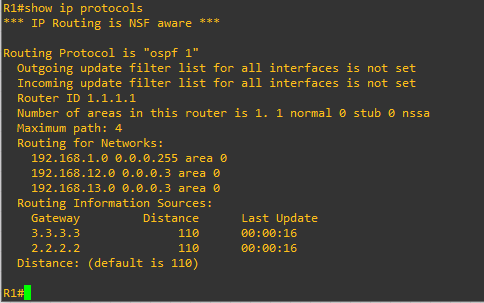 R1#show ip protocols
*** IP Routing is NSF aware ***
Routing Protocol is "ospf 1"
Outgoing update filter list for all interfaces is not set
Incoming update filter list for all interfaces is not set
Router ID 1.1.1.1
Number of areas in this router is 1. 1 normal 0 stub 0 nssa
Maximum path: 4
Routing for Networks:
192.168.1.0 0.0.0.255 area 0
192.168.12.0 0.0.0.3 area 0
192.168.13.0 0.0.0.3 area 0
Routing Information Sources:
Gateway Distance Last Update
3.3.3.3 110 00:00:16
2.2.2.2 110 00:00:16
Distance: (default is 110)
R1#